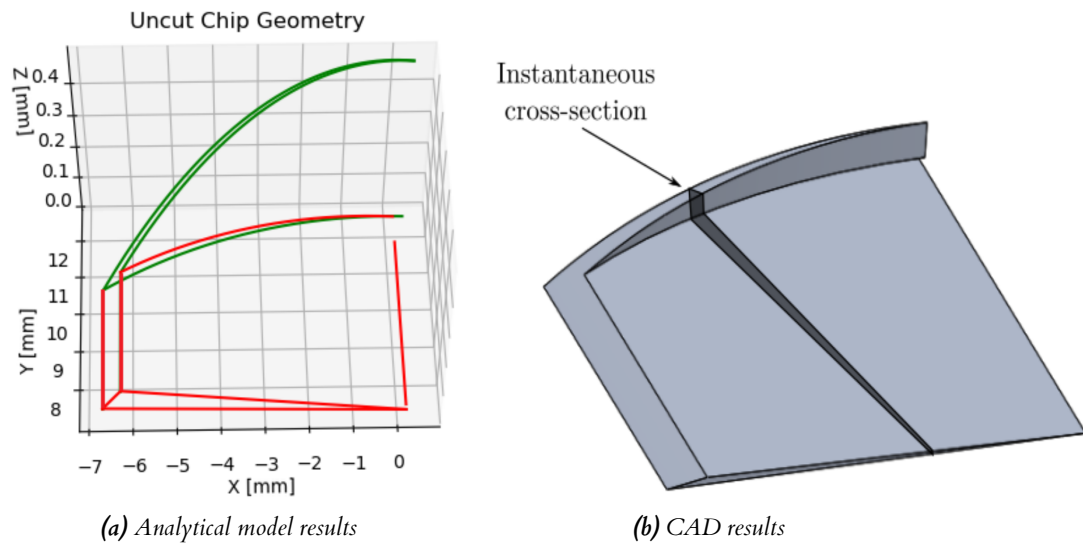 Uncut Chip Geometry
Z [mm]
0.4
0.3
0.2
0.1
0.0
12
11
10
9
8
Y [mm]
−7 −6 −5 −4 −3 −2 −1 0
X [mm]
(a) Analytical model results
Instantaneous
cross-section
(b) CAD results